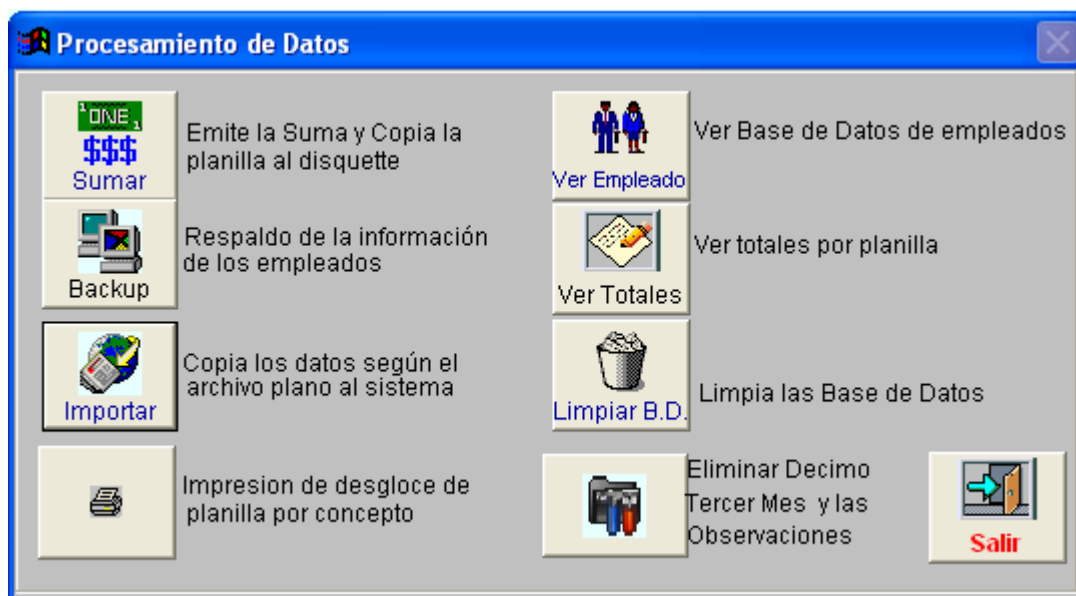 Procesamiento de Datos
ONE
$$$
Sumar
Emite la Suma y Copia la
planilla al disquette
Ver Empleado
Ver Base de Datos de empleados
Backup
Respaldo de la información
de los empleados
Ver Totales
Ver totales por planilla
Importar
Copia los datos según el
archivo plano al sistema
Limpiar B.D.
Limpia las Base de Datos
Impresion de desgloce de
planilla por concepto
Eliminar Decimo
Tercer Mes y las
Observaciones
Salir